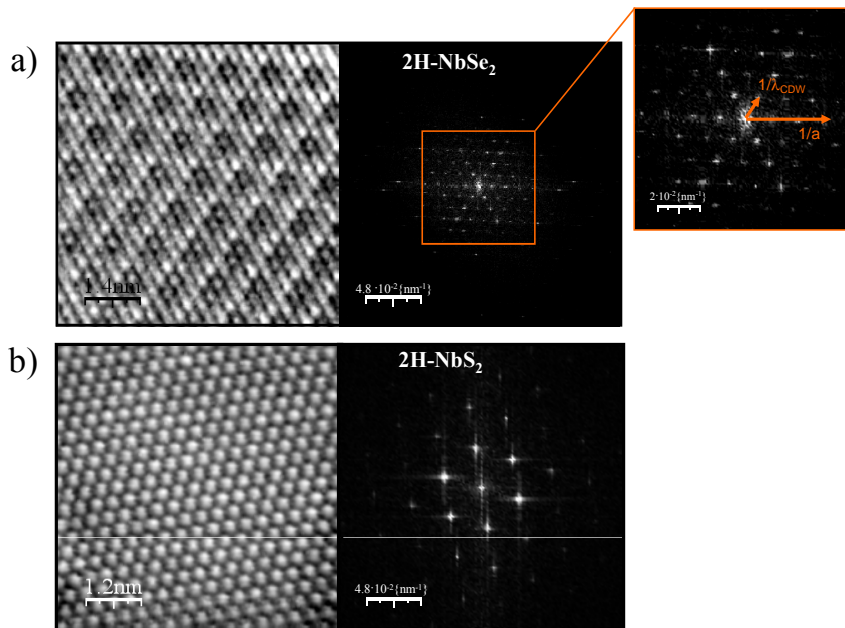 a)
2H-NbSe₂
1.4nm
4.8 ·10⁻²{nm⁻¹}
1/λCDW
1/a
2·10⁻²{nm⁻¹}
b)
2H-NbS₂
1.2nm
4.8·10⁻²{nm⁻¹}